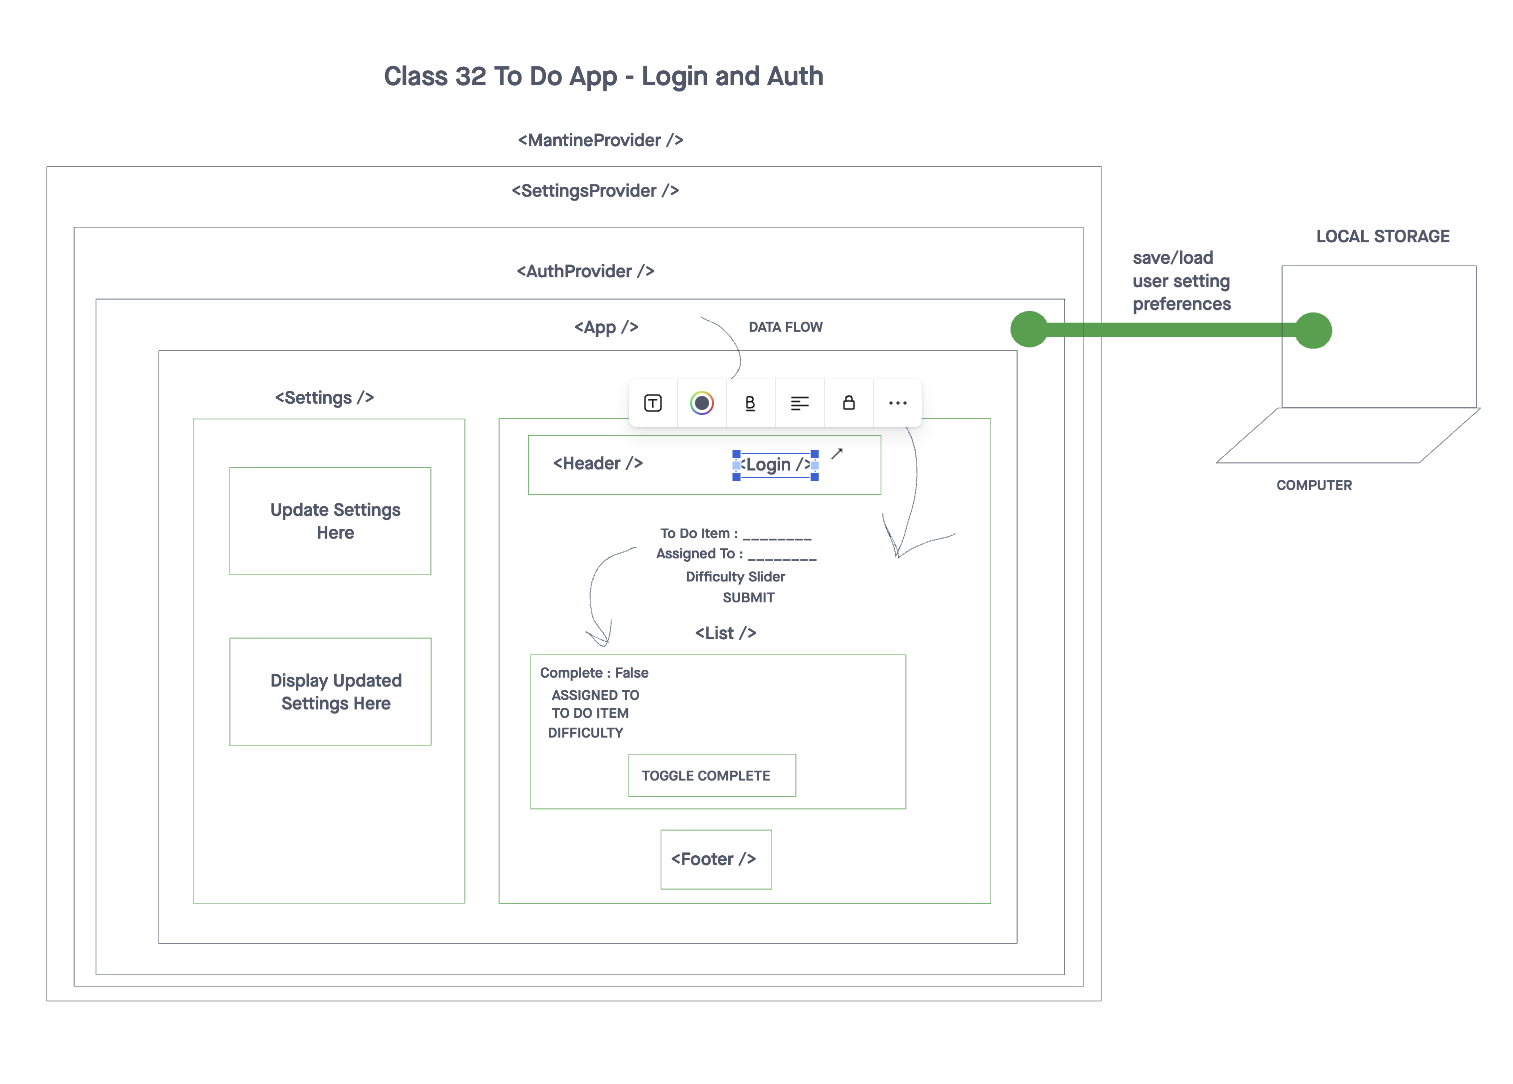 Class 32 To Do App - Login and Auth
<MantineProvider />
<SettingsProvider />
<AuthProvider />
<App />
DATA FLOW
<Settings />
Update Settings
Here
Display Updated
Settings Here
B
<Header />
<Login />
To Do Item : ________
Assigned To : ________
Difficulty Slider
SUBMIT
<List />
Complete : False
ASSIGNED TO
TO DO ITEM
DIFFICULTY
TOGGLE COMPLETE
<Footer />
save/load
user setting
preferences
LOCAL STORAGE
COMPUTER